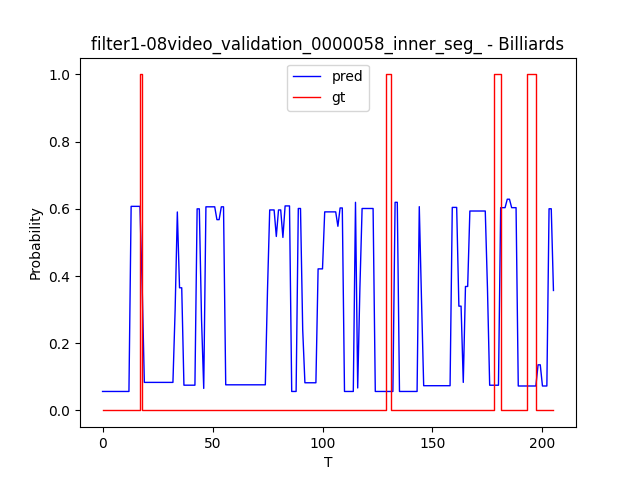 filter1-08video_validation_0000058_inner_seg_ - Billiards
pred
gt
1.0
0.8
0.6
0.4
0.2
0.0
Probability
0
50
100
150
200
T